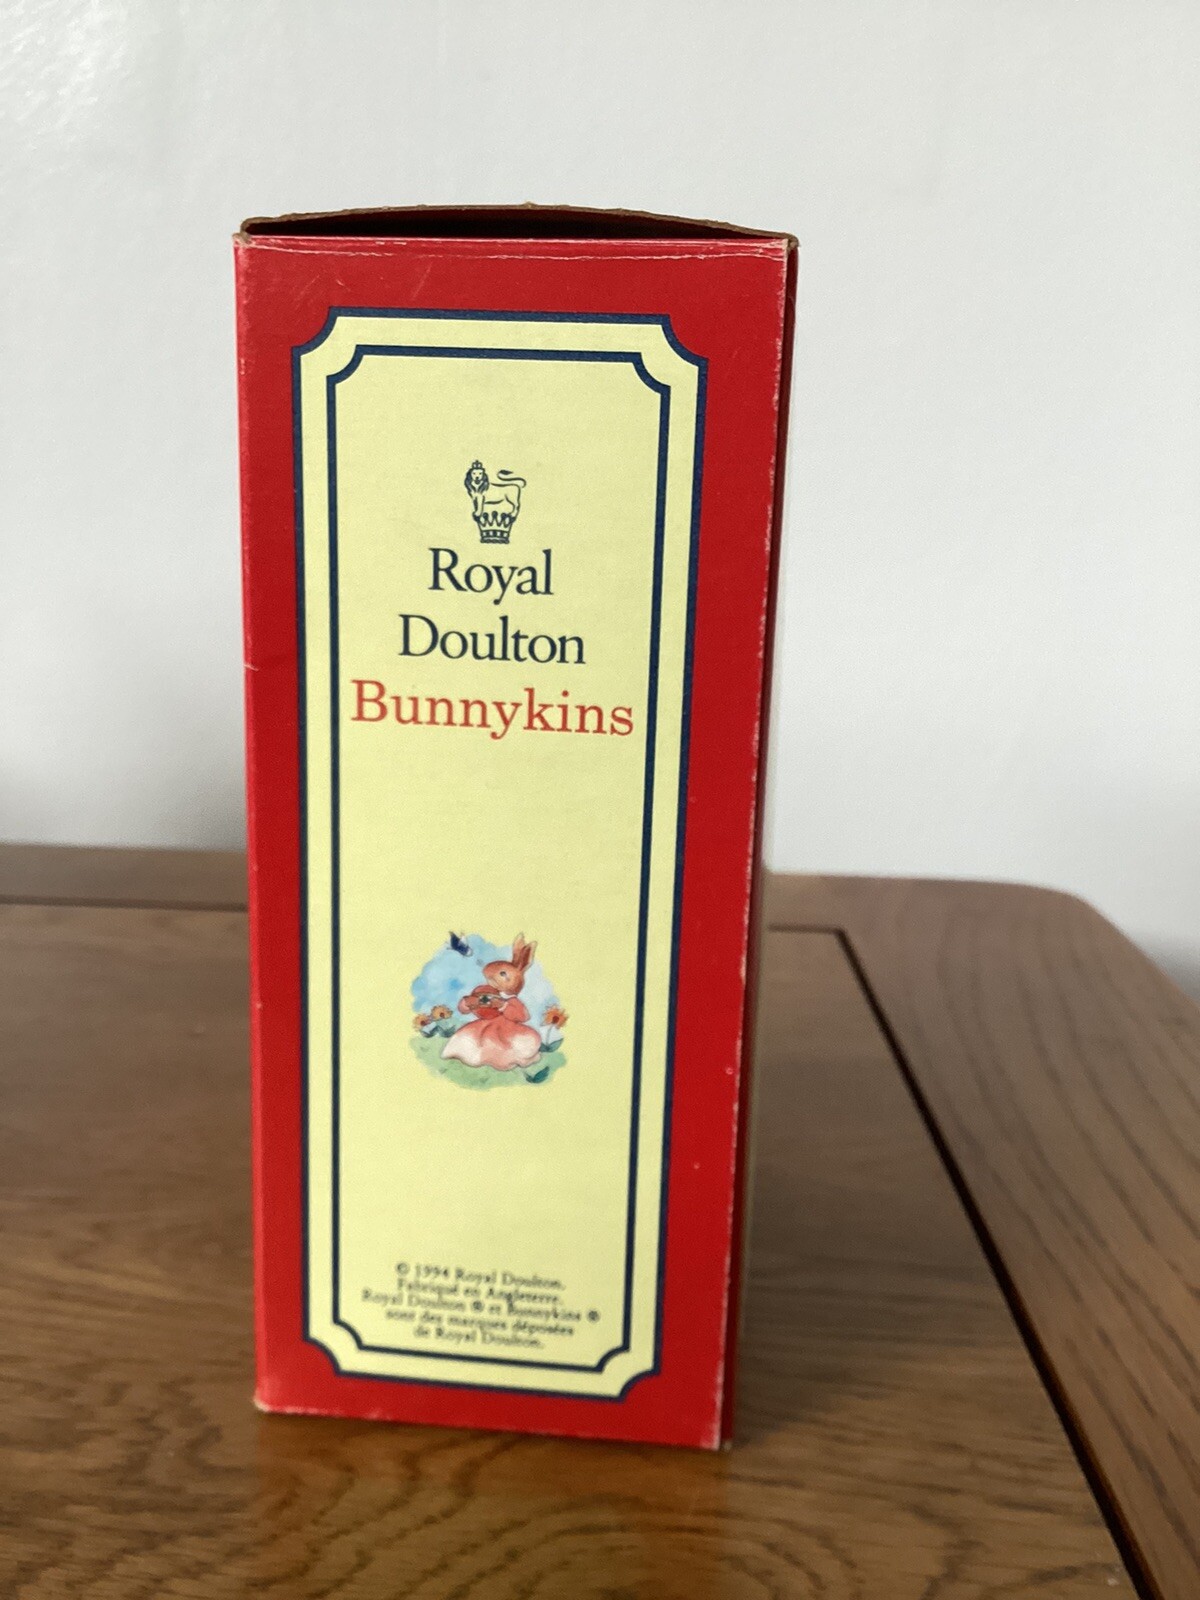 Royal
Doulton
Bunnykins
© 1994 Royal Doulton.
Fabriqué en Angleterre.
Royal Doulton ® et Bunnykins ®
sont des marques déposées
de Royal Doulton.